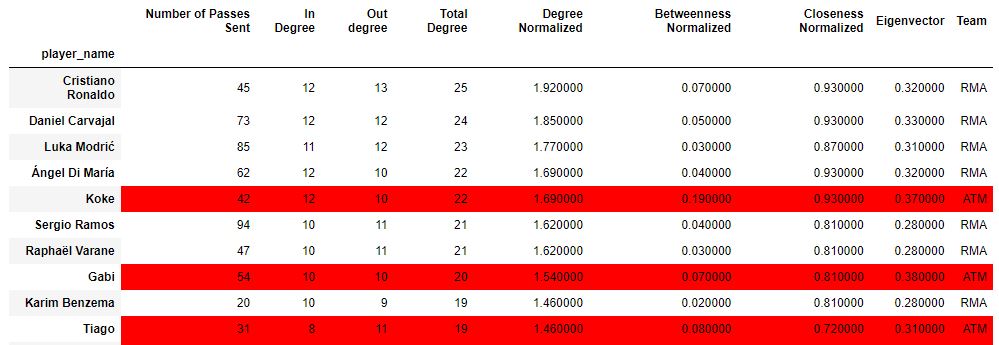 Number of Passes Sent In Degree Out degree Total Degree Degree Normalized Betweenness Normalized Closeness Normalized Eigenvector Team
player_name
Cristiano Ronaldo 45 12 13 25 1.920000 0.070000 0.930000 0.320000 RMA
Daniel Carvajal 73 12 12 24 1.850000 0.050000 0.930000 0.330000 RMA
Luka Modrić 85 11 12 23 1.770000 0.030000 0.870000 0.310000 RMA
Ángel Di María 62 12 10 22 1.690000 0.040000 0.930000 0.320000 RMA
Koke 42 12 10 22 1.690000 0.190000 0.930000 0.370000 ATM
Sergio Ramos 94 10 11 21 1.620000 0.040000 0.810000 0.280000 RMA
Raphaël Varane 47 10 11 21 1.620000 0.030000 0.810000 0.280000 RMA
Gabi 54 10 10 20 1.540000 0.070000 0.810000 0.380000 ATM
Karim Benzema 20 10 9 19 1.460000 0.020000 0.810000 0.280000 RMA
Tiago 31 8 11 19 1.460000 0.080000 0.720000 0.310000 ATM